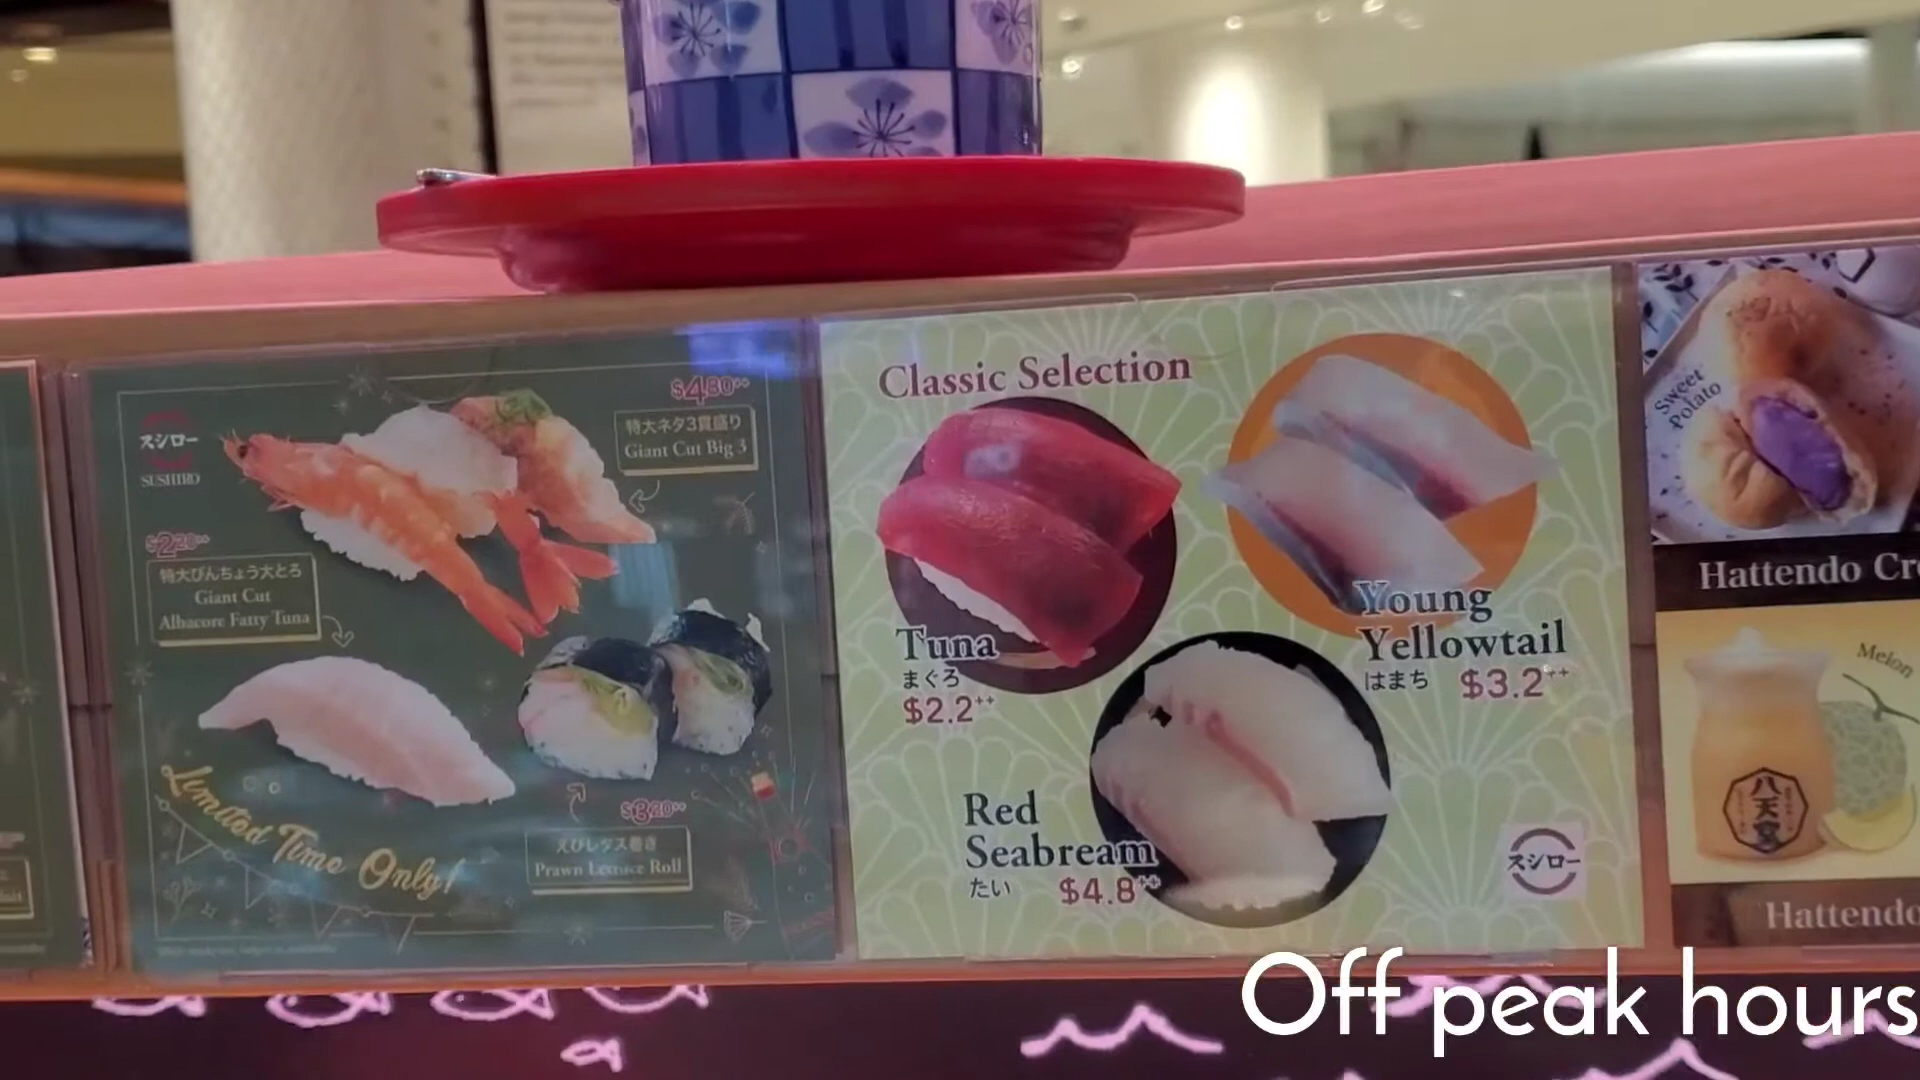 スシロー
SUSHIRO
$4.80++
特大ネタ3貫盛り
Giant Cut Big 3
$2.20++
特大びんちょう大とろ
Giant Cut
Albacore Fatty Tuna
Limited Time Only!
$3.20++
えびレタス巻き
Prawn Lettuce Roll
Classic Selection
Tuna
まぐろ
$2.2++
Young
Yellowtail
はまち $3.2++
Red
Seabream
たい $4.8++
スシロー
Sweet
Potato
Hattendo Cre
Melon
八天堂
Hattendo
Off peak hours